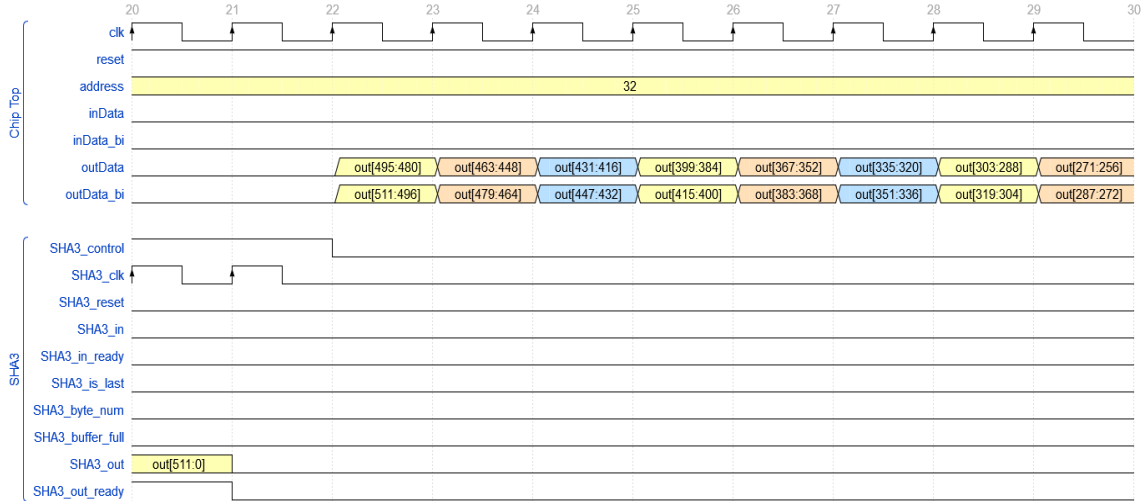 20 21 22 23 24 25 26 27 28 29 30
Chip Top
clk
reset
address 32
inData
inData_bi
outData out[495:480] out[463:448] out[431:416] out[399:384] out[367:352] out[335:320] out[303:288] out[271:256]
outData_bi out[511:496] out[479:464] out[447:432] out[415:400] out[383:368] out[351:336] out[319:304] out[287:272]
SHA3
SHA3_control
SHA3_clk
SHA3_reset
SHA3_in
SHA3_in_ready
SHA3_is_last
SHA3_byte_num
SHA3_buffer_full
SHA3_out out[511:0]
SHA3_out_ready